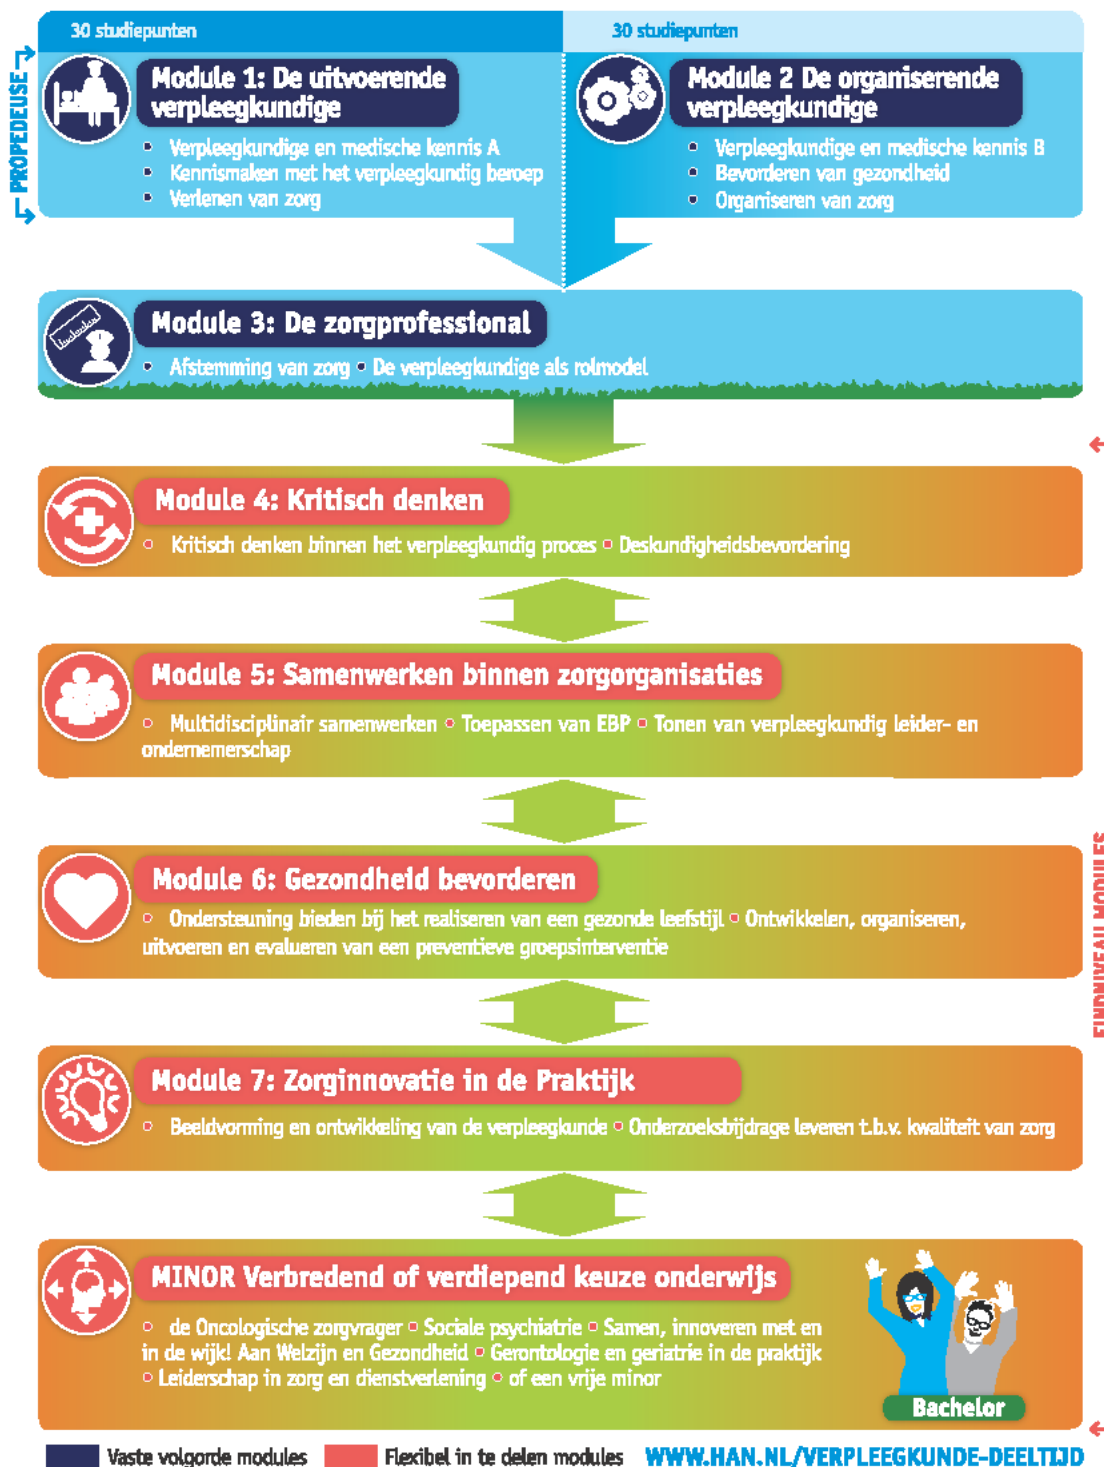 30 studiepunten
30 studiepunten
PROPEDEUSE
Module 1: De uitvoerende
verpleegkundige
• Verpleegkundige en medische kennis A
• Kennismaken met het verpleegkundig beroep
• Verlenen van zorg
Module 2 De organiserende
verpleegkundige
• Verpleegkundige en medische kennis B
• Bevorderen van gezondheid
• Organiseren van zorg
Module 3: De zorgprofessional
• Afstemming van zorg • De verpleegkundige als rolmodel
Module 4: Kritisch denken
• Kritisch denken binnen het verpleegkundig proces • Deskundigheidsbevordering
Module 5: Samenwerken binnen zorgorganisaties
• Multidisciplinair samenwerken • Toepassen van EBP • Tonen van verpleegkundig leider- en
ondernemerschap
Module 6: Gezondheid bevorderen
• Ondersteuning bieden bij het realiseren van een gezonde leefstijl • Ontwikkelen, organiseren,
uitvoeren en evalueren van een preventieve groepsinterventie
EINDNIVEAU MODULES
Module 7: Zorginnovatie in de Praktijk
• Beeldvorming en ontwikkeling van de verpleegkunde • Onderzoeksbijdrage leveren t.b.v. kwaliteit van zorg
MINOR Verbredend of verdiepend keuze onderwijs
• de Oncologische zorgvrager • Sociale psychiatrie • Samen, innoveren met en
in de wijk! Aan Welzijn en Gezondheid • Gerontologie en geriatrie in de praktijk
• Leiderschap in zorg en dienstverlening • of een vrije minor
Bachelor
Vaste volgorde modules
Flexibel in te delen modules
WWW.HAN.NL/VERPLEEGKUNDE-DEELTIJD